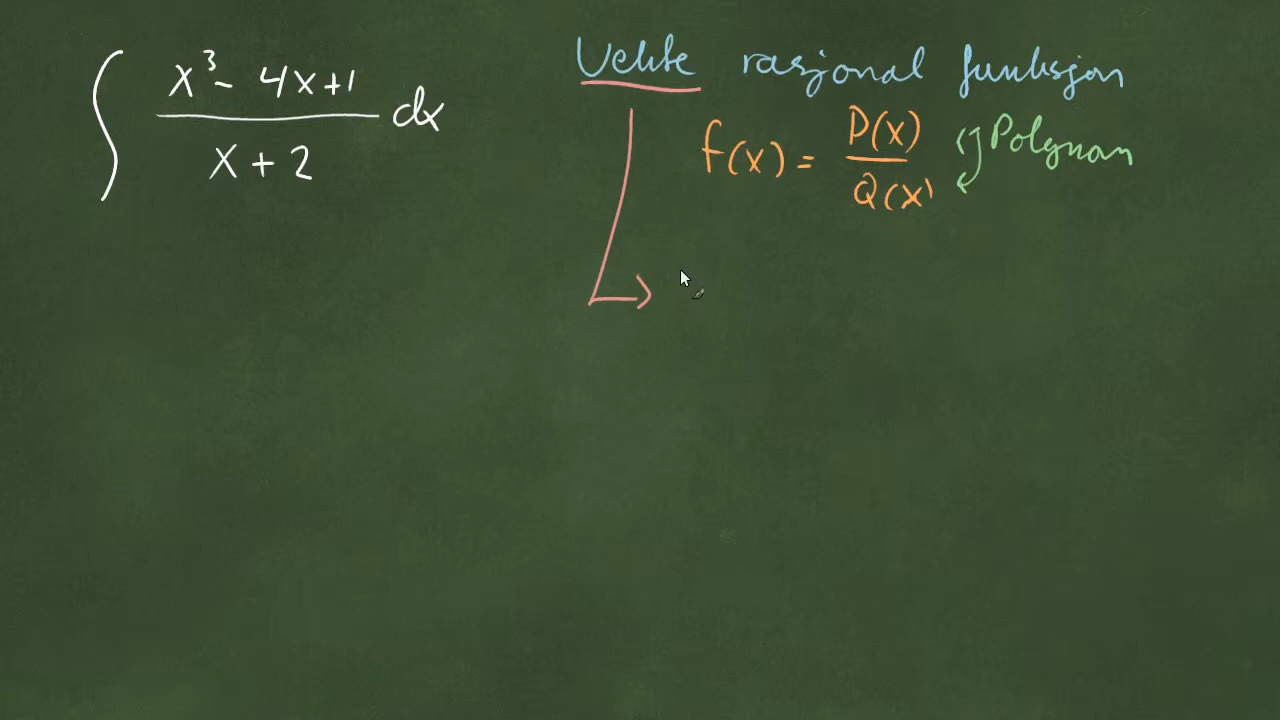 ∫ (x³ - 4x + 1)/(x + 2) dx
Uekte rasjonal funksjon
f(x) = P(x)/Q(x) Polynom